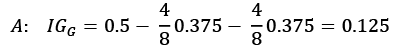 A: IG_G = 0.5 − 4/8 0.375 − 4/8 0.375 = 0.125